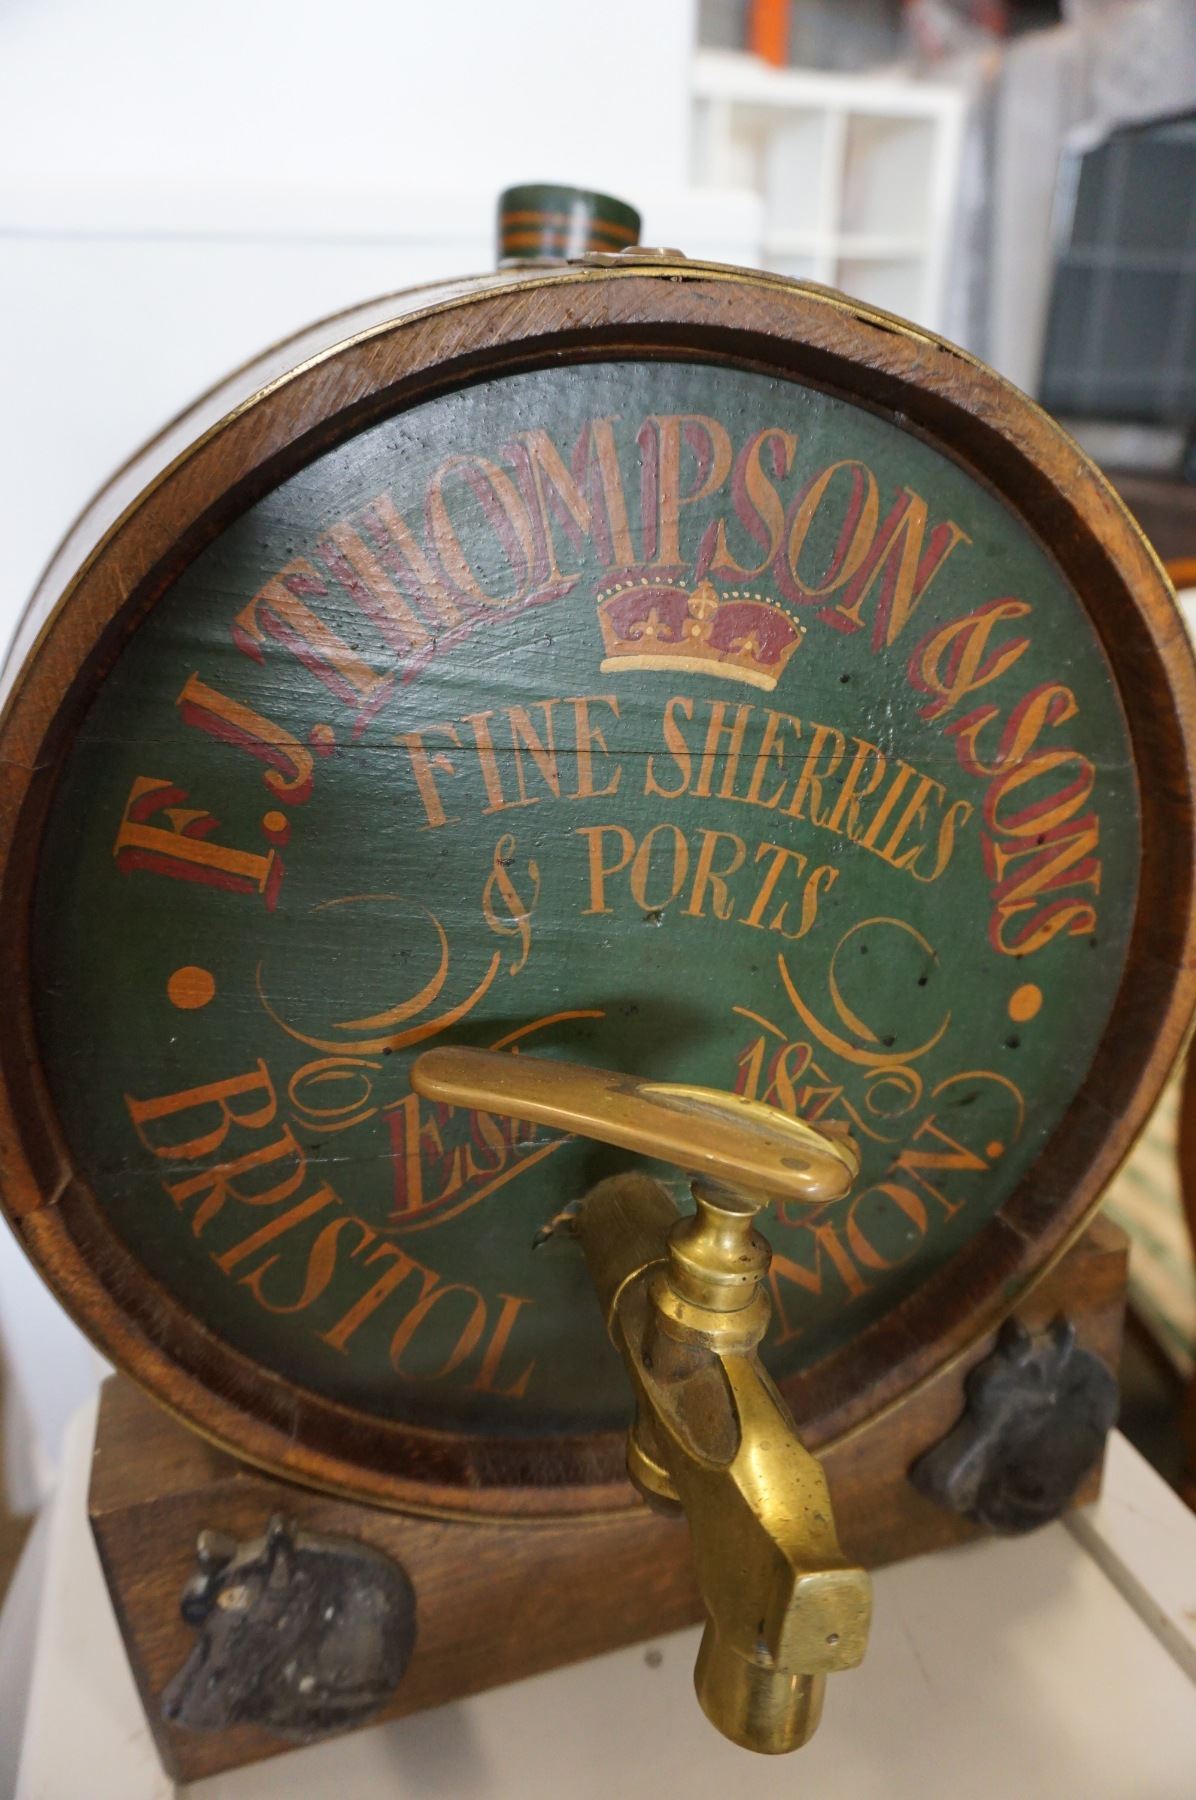 F.J. THOMPSON & SONS
FINE SHERRIES
& PORTS
BRISTOL
MON.